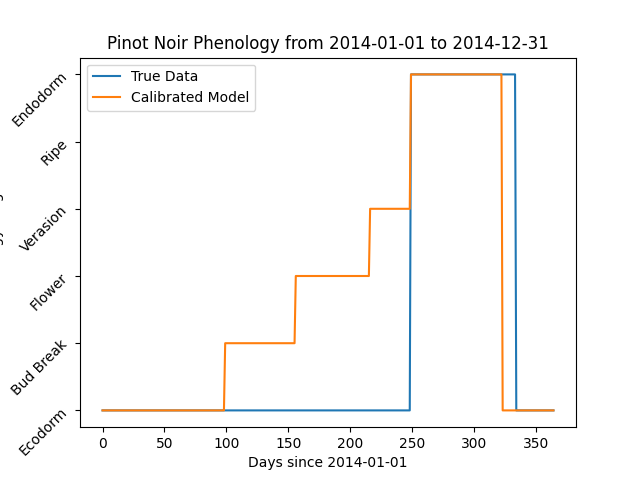 Pinot Noir Phenology from 2014-01-01 to 2014-12-31
True Data
Calibrated Model
Endodorm
Ripe
Verasion
Flower
Bud Break
Ecodorm
0 50 100 150 200 250 300 350
Days since 2014-01-01